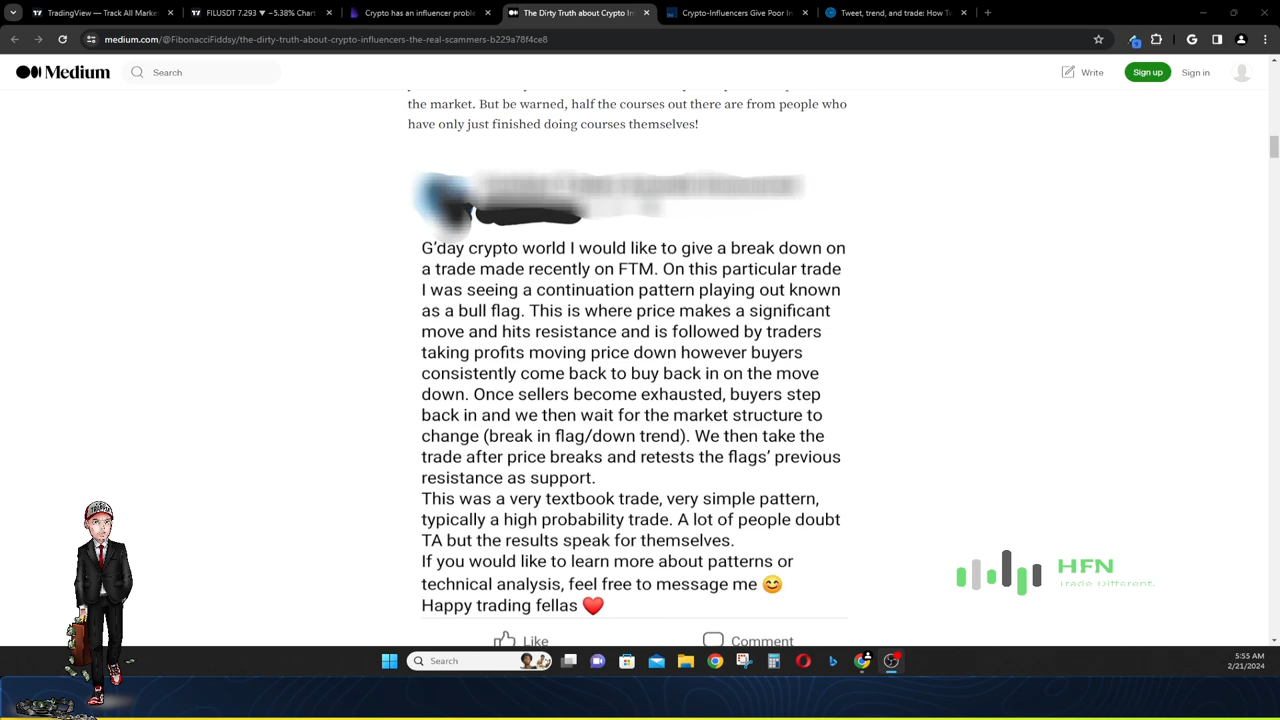 TradingView — Track All Marke
FILUSDT 7.293 ▼ −5.38% Chart
Crypto has an influencer proble
The Dirty Truth about Crypto In
Crypto-Influencers Give Poor In
Tweet, trend, and trade: How Tw
medium.com/@FibonacciFiddsy/the-dirty-truth-about-crypto-influencers-the-real-scammers-b229a78f4ce8
Medium
Search
Write
Sign up
Sign in
the market. But be warned, half the courses out there are from people who
have only just finished doing courses themselves!
G'day crypto world I would like to give a break down on
a trade made recently on FTM. On this particular trade
I was seeing a continuation pattern playing out known
as a bull flag. This is where price makes a significant
move and hits resistance and is followed by traders
taking profits moving price down however buyers
consistently come back to buy back in on the move
down. Once sellers become exhausted, buyers step
back in and we then wait for the market structure to
change (break in flag/down trend). We then take the
trade after price breaks and retests the flags' previous
resistance as support.
This was a very textbook trade, very simple pattern,
typically a high probability trade. A lot of people doubt
TA but the results speak for themselves.
If you would like to learn more about patterns or
technical analysis, feel free to message me 😊
Happy trading fellas ❤️
Like
Comment
HFN
Trade Different.
Search
5:55 AM
2/21/2024